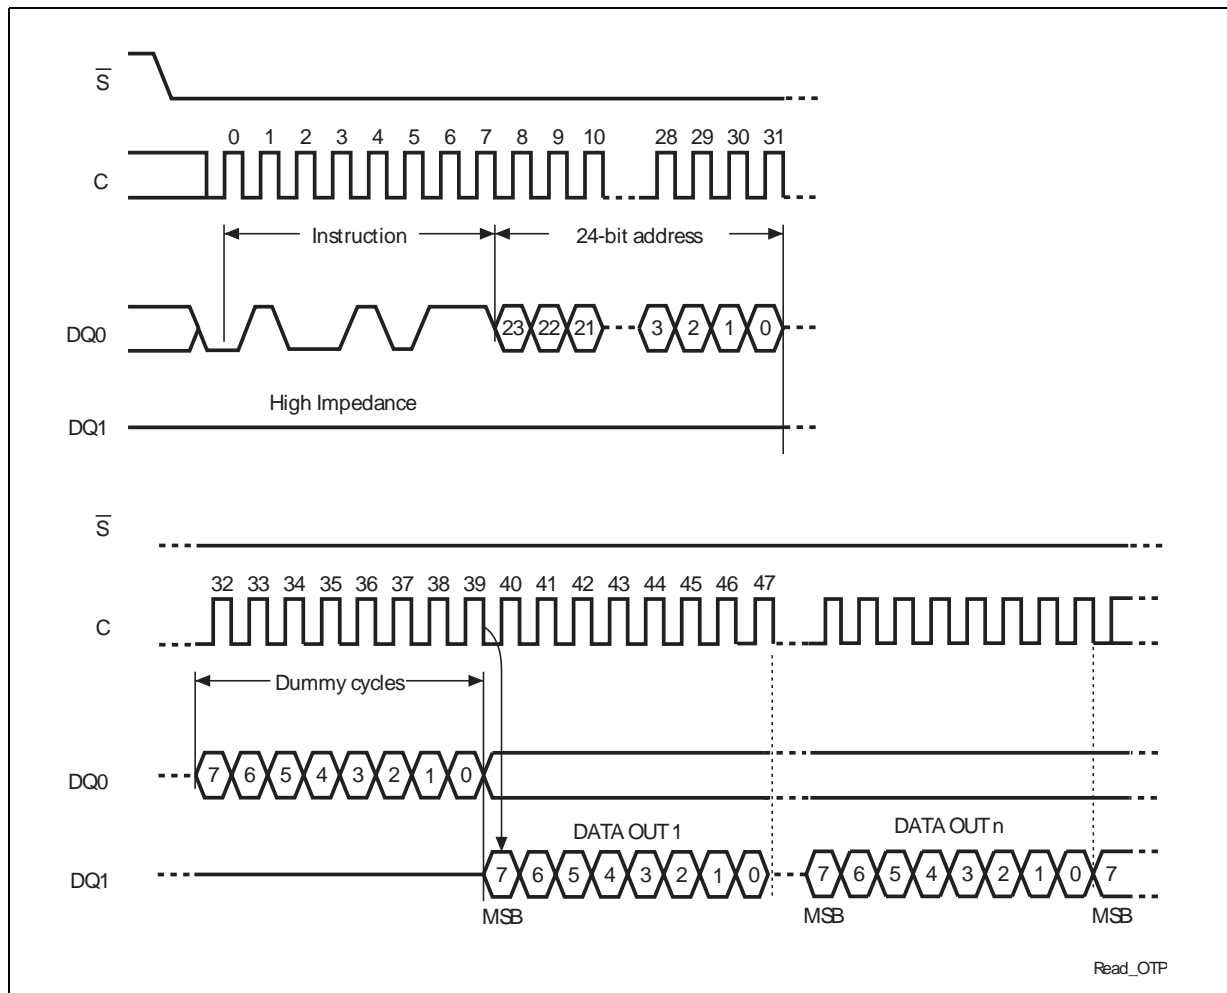 S
0 1 2 3 4 5 6 7 8 9 10 28 29 30 31
C
Instruction 24-bit address
DQ0 23 22 21 3 2 1 0
High Impedance
DQ1
S
32 33 34 35 36 37 38 39 40 41 42 43 44 45 46 47
C
Dummy cycles
DQ0 7 6 5 4 3 2 1 0
DATA OUT 1 DATA OUT n
DQ1 7 6 5 4 3 2 1 0 7 6 5 4 3 2 1 0 7
MSB MSB MSB
Read_OTP